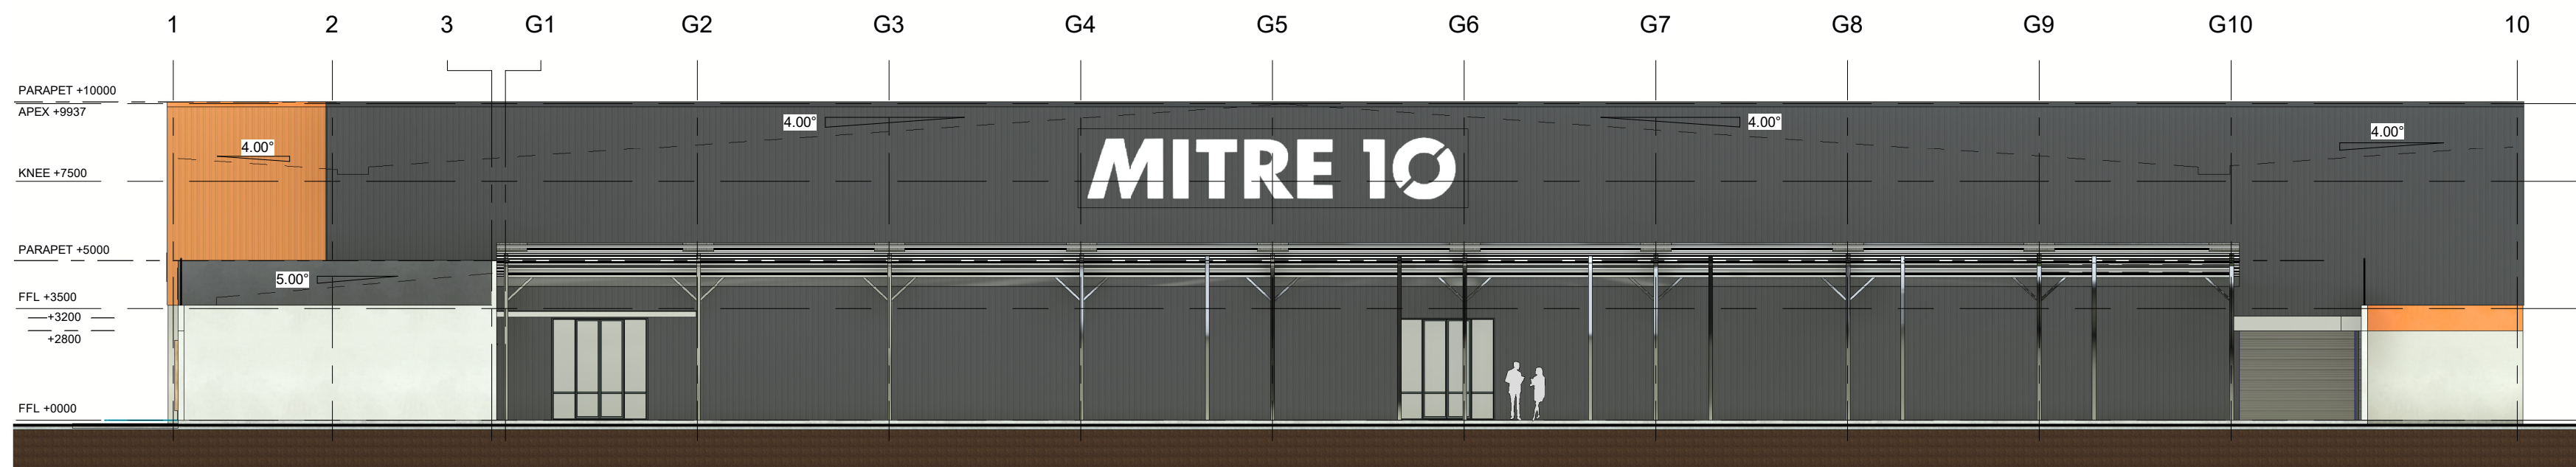 1 2 3 G1 G2 G3 G4 G5 G6 G7 G8 G9 G10 10
PARAPET +10000
APEX +9937
4.00° 4.00° 4.00°
4.00°
MITRE 10
KNEE +7500
PARAPET +5000
5.00°
FFL +3500
+3200
+2800
FFL +0000